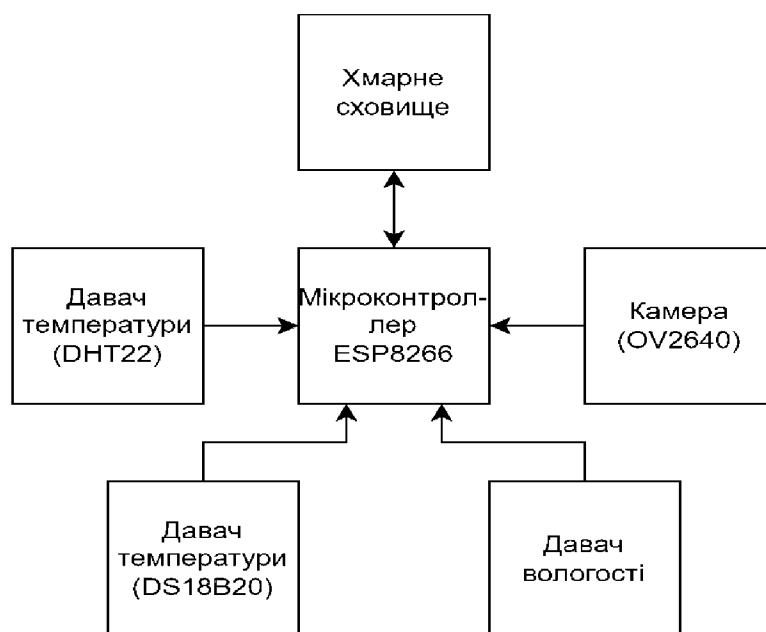 Хмарне
сховище
Давач
температури
(DHT22)
Мікроконтрол-
лер
ESP8266
Камера
(OV2640)
Давач
температури
(DS18B20)
Давач
вологості